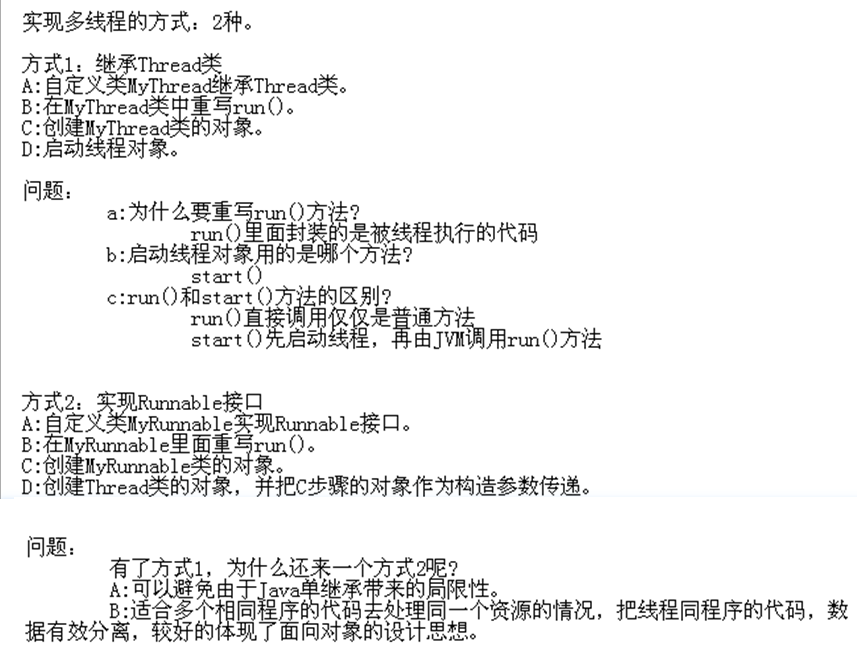 实现多线程的方式：2种。
方式1：继承Thread类
A:自定义类MyThread继承Thread类。
B:在MyThread类中重写run()。
C:创建MyThread类的对象。
D:启动线程对象。
问题：
a:为什么要重写run()方法?
run()里面封装的是被线程执行的代码
b:启动线程对象用的是哪个方法?
start()
c:run()和start()方法的区别?
run()直接调用仅仅是普通方法
start()先启动线程，再由JVM调用run()方法
方式2：实现Runnable接口
A:自定义类MyRunnable实现Runnable接口。
B:在MyRunnable里面重写run()。
C:创建MyRunnable类的对象。
D:创建Thread类的对象，并把C步骤的对象作为构造参数传递。
问题：
有了方式1，为什么还来一个方式2呢?
A:可以避免由于Java单继承带来的局限性。
B:适合多个相同程序的代码去处理同一个资源的情况，把线程同程序的代码，数
据有效分离，较好的体现了面向对象的设计思想。